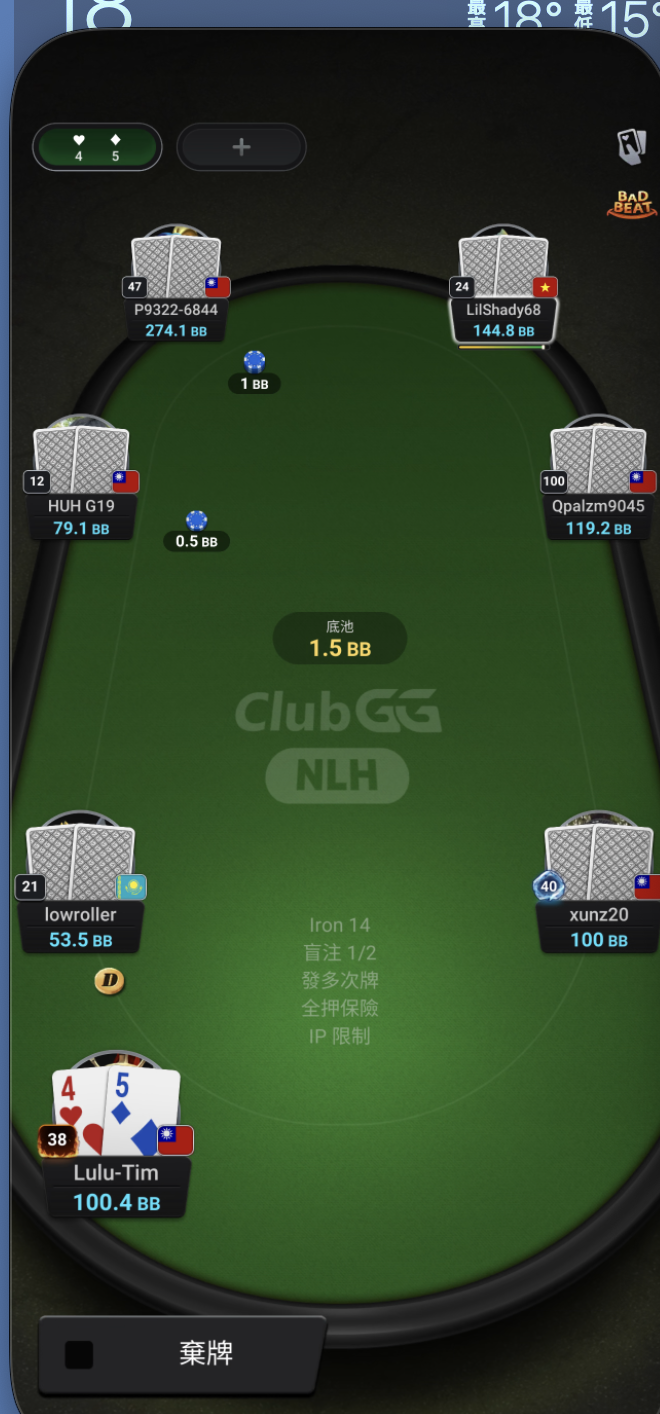 18
最高 18° 最低 15°
4 5
+
BAD BEAT
47
P9322-6844
274.1 BB
24
LilShady68
144.8 BB
1 BB
12
HUH G19
79.1 BB
100
Qpalzm9045
119.2 BB
0.5 BB
底池
1.5 BB
ClubGG
NLH
21
lowroller
53.5 BB
40
xunz20
100 BB
D
Iron 14
盲注 1/2
發多次牌
全押保險
IP 限制
4 5
38
Lulu-Tim
100.4 BB
棄牌